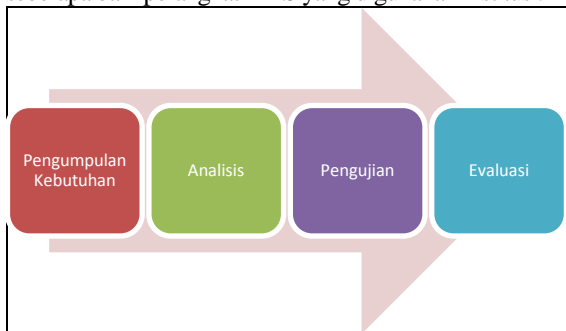 Pengumpulan
Kebutuhan
Analisis
Pengujian
Evaluasi